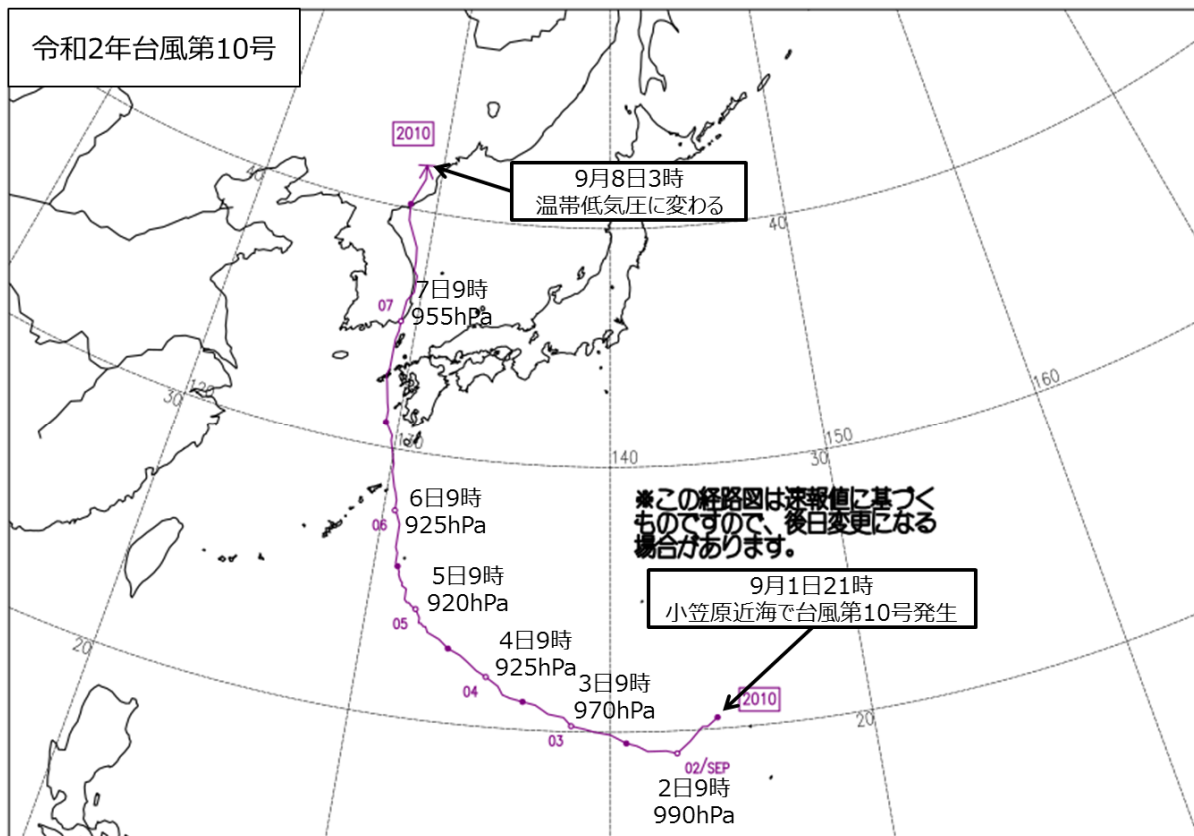 令和2年台風第10号
2010
9月8日3時
温帯低気圧に変わる
40
40
7日9時
955hPa
07
120
30
160
130
140
150
30
※この経路図は速報値に基づく
ものですので、後日変更になる
場合があります。
6日9時
925hPa
06
5日9時
920hPa
05
9月1日21時
小笠原近海で台風第10号発生
20
4日9時
925hPa
04
3日9時
970hPa
03
2010
20
02/SEP
2日9時
990hPa